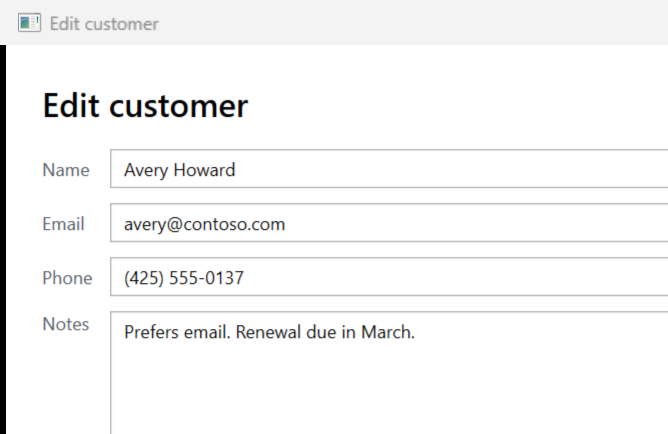 Edit customer
Edit customer
Name Avery Howard
Email avery@contoso.com
Phone (425) 555-0137
Notes Prefers email. Renewal due in March.